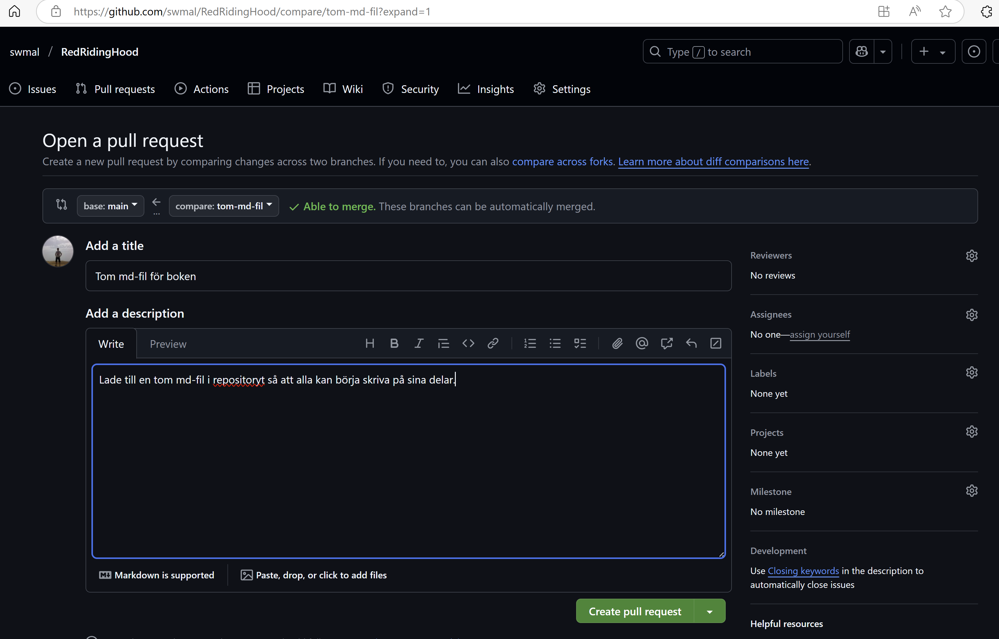 https://github.com/swmal/RedRidingHood/compare/tom-md-fil?expand=1
swmal / RedRidingHood
Type / to search
Issues Pull requests Actions Projects Wiki Security Insights Settings
Open a pull request
Create a new pull request by comparing changes across two branches. If you need to, you can also compare across forks. Learn more about diff comparisons here.
base: main ← ... compare: tom-md-fil Able to merge. These branches can be automatically merged.
Add a title
Tom md-fil för boken
Add a description
Write Preview
Lade till en tom md-fil i repositoryt så att alla kan börja skriva på sina delar.
Markdown is supported
Paste, drop, or click to add files
Create pull request
Reviewers
No reviews
Assignees
No one—assign yourself
Labels
None yet
Projects
None yet
Milestone
No milestone
Development
Use Closing keywords in the description to
automatically close issues
Helpful resources